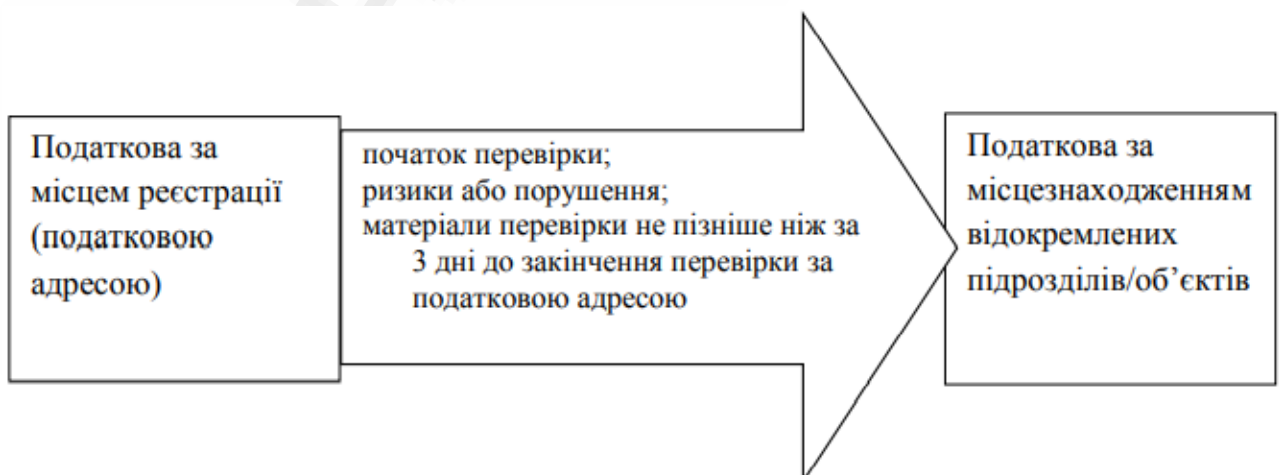 Податкова за
місцем реєстрації
(податковою
адресою)
початок перевірки;
ризики або порушення;
матеріали перевірки не пізніше ніж за
3 дні до закінчення перевірки за
податковою адресою
Податкова за
місцезнаходженням
відокремлених
підрозділів/об’єктів